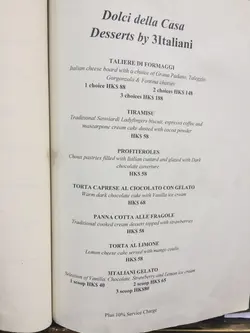 Dolci della Casa
Desserts by 3Italiani
TALIERE DI FORMAGGI
Italian cheese board with a choice of Grana Padano, Taleggio,
Gorgonzola & Fontina cheese
1 choice HK$ 88 2 choices HK$ 148
3 choices HK$ 198
TIRAMISU
Traditional Savoiardi Ladyfingers biscuit, espresso coffee and
mascarpone cream cake dusted with cocoa powder
HK$ 58
PROFITEROLES
Choux pastries filled with Italian custard and glazed with Dark
chocolate
HK$ 58
TORTA CAPRESE AL CIOCCOLATO CON GELATO
Warm dark chocolate cake with Vanilla ice cream
HK$ 68
PANNA COTTA ALLE FRAGOLE
Traditional cooked cream dessert topped with strawberries
HK$ 58
TORTA AL LIMONE
Lemon cheese cake served with mango coulis
HK$ 58
3ITALIANI GELATO
Selection of Vanilla, Chocolate, Strawberry and Lemon ice cream
1 scoop HK$ 40 2 scoop HK$ 65
3 scoop HK$80
Plus 10% Service Charge